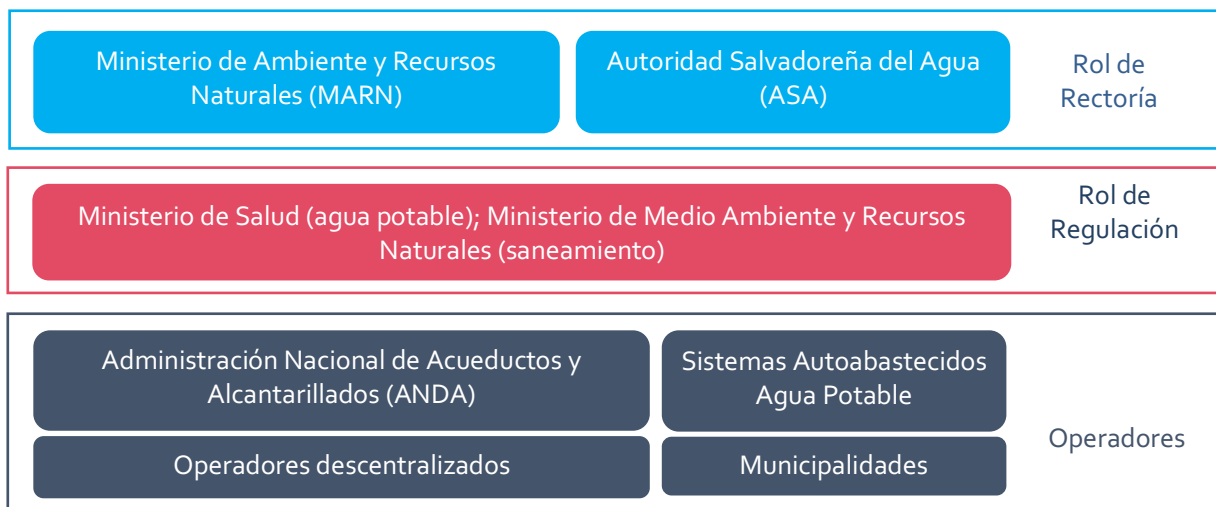 Ministerio de Ambiente y Recursos
Naturales (MARN)
Autoridad Salvadoreña del Agua
(ASA)
Rol de
Rectoría
Ministerio de Salud (agua potable); Ministerio de Medio Ambiente y Recursos
Naturales (saneamiento)
Rol de
Regulación
Administración Nacional de Acueductos y
Alcantarillados (ANDA)
Sistemas Autoabastecidos
Agua Potable
Operadores descentralizados
Municipalidades
Operadores